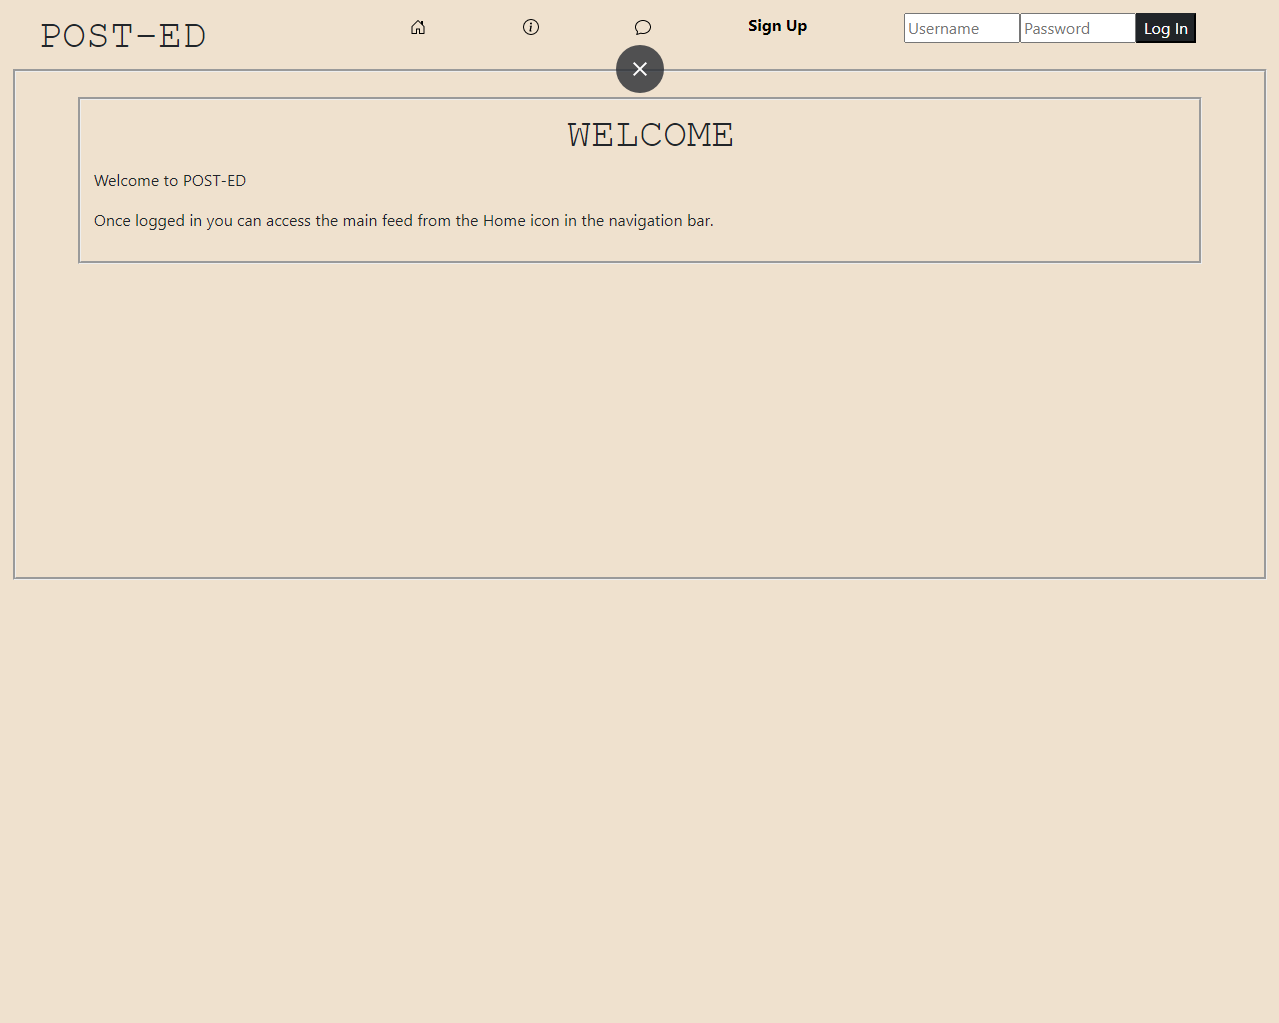 POST-ED
Sign Up
Username
Password
Log In
WELCOME
Welcome to POST-ED
Once logged in you can access the main feed from the Home icon in the navigation bar.